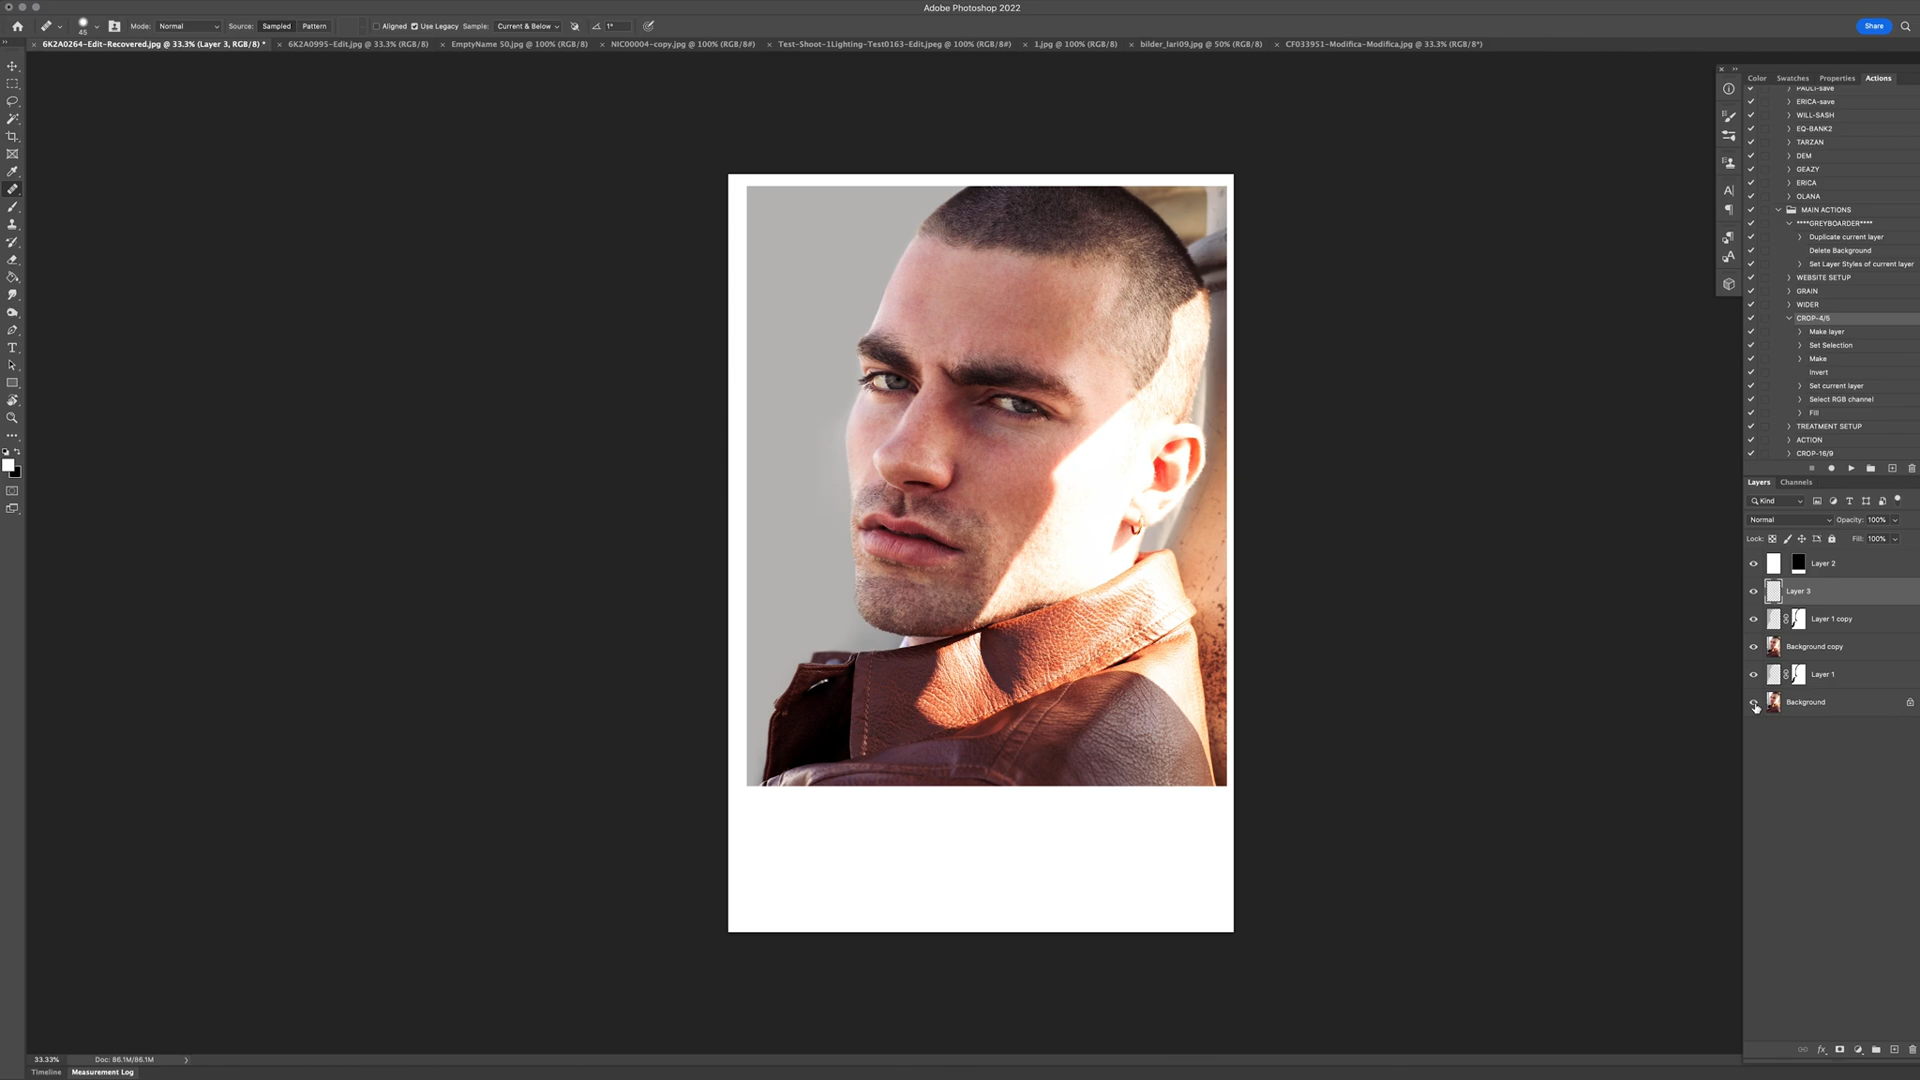 Adobe Photoshop 2022
45
Mode: Normal
Source: Sampled Pattern
Aligned
Use Legacy
Sample: Current & Below
1°
Share
6K2A0264-Edit-Recovered.jpg @ 33.3% (Layer 3, RGB/8) *
6K2A0995-Edit.jpg @ 33.3% (RGB/8)
EmptyName 50.jpg @ 100% (RGB/8)
NIC00004-copy.jpg @ 100% (RGB/8#)
Test-Shoot-1Lighting-Test0163-Edit.jpeg @ 100% (RGB/8#)
1.jpg @ 100% (RGB/8)
bilder_lari09.jpg @ 50% (RGB/8)
CF033951-Modifica-Modifica.jpg @ 33.3% (RGB/8*)
Color Swatches Properties Actions
PAULI-save
ERICA-save
WILL-SASH
EQ-BANK2
TARZAN
DEM
GEAZY
ERICA
OLANA
MAIN ACTIONS
****GREYBOARDER****
Duplicate current layer
Delete Background
Set Layer Styles of current layer
WEBSITE SETUP
GRAIN
WIDER
CROP-4/5
Make layer
Set Selection
Make
Invert
Set current layer
Select RGB channel
Fill
TREATMENT SETUP
ACTION
CROP-16/9
Layers Channels
Kind
Normal
Opacity: 100%
Lock:
Fill: 100%
Layer 2
Layer 3
Layer 1 copy
Background copy
Layer 1
Background
fx
33.33%
Doc: 86.1M/86.1M
Timeline Measurement Log